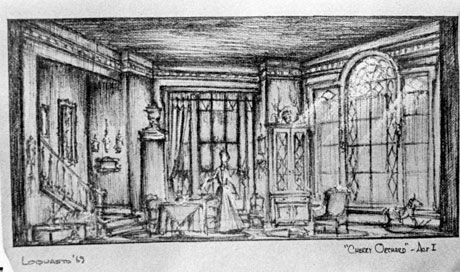 LOQUASTO '69
"CHERRY ORCHARD" - ACT I